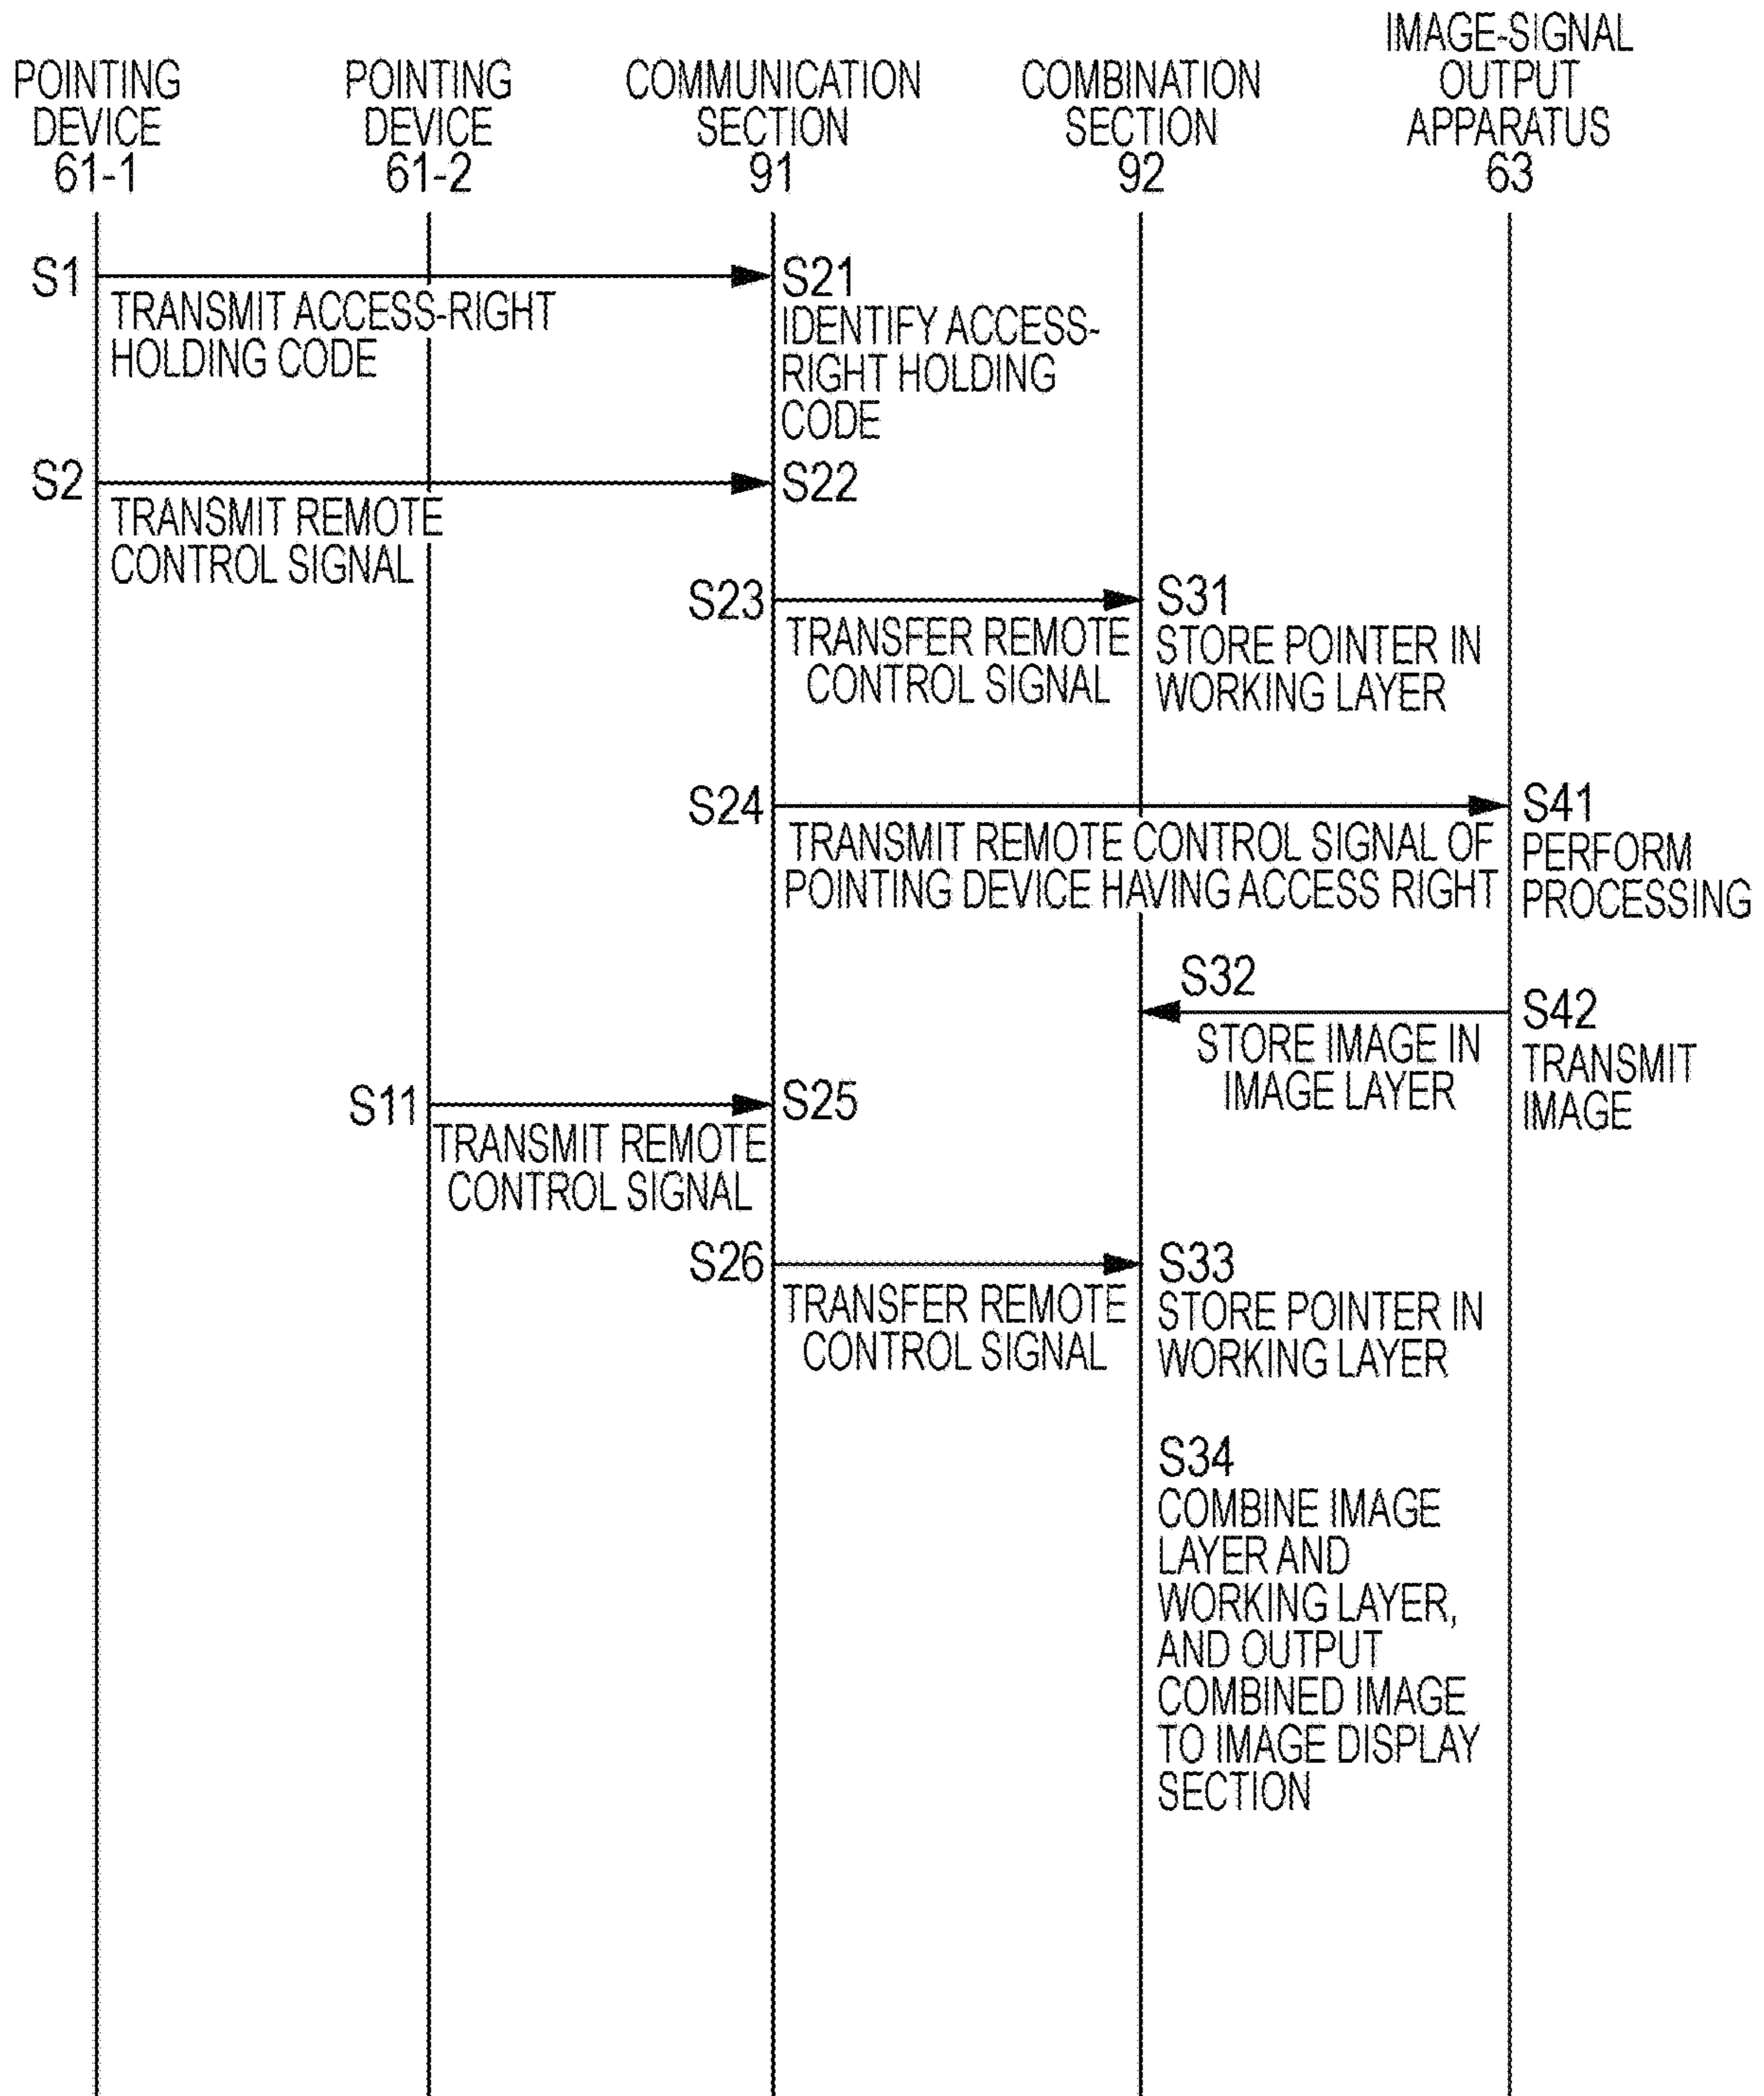 POINTING
DEVICE
61-1
POINTING
DEVICE
61-2
COMMUNICATION
SECTION
91
COMBINATION
SECTION
92
IMAGE-SIGNAL
OUTPUT
APPARATUS
63
S1
TRANSMIT ACCESS-RIGHT
HOLDING CODE
S21
IDENTIFY ACCESS-
RIGHT HOLDING
CODE
S2
TRANSMIT REMOTE
CONTROL SIGNAL
S22
S23
TRANSFER REMOTE
CONTROL SIGNAL
S31
STORE POINTER IN
WORKING LAYER
S24
TRANSMIT REMOTE CONTROL SIGNAL OF
POINTING DEVICE HAVING ACCESS RIGHT
S41
PERFORM
PROCESSING
S32
STORE IMAGE IN
IMAGE LAYER
S42
TRANSMIT
IMAGE
S11
TRANSMIT REMOTE
CONTROL SIGNAL
S25
S26
TRANSFER REMOTE
CONTROL SIGNAL
S33
STORE POINTER IN
WORKING LAYER
S34
COMBINE IMAGE
LAYER AND
WORKING LAYER,
AND OUTPUT
COMBINED IMAGE
TO IMAGE DISPLAY
SECTION